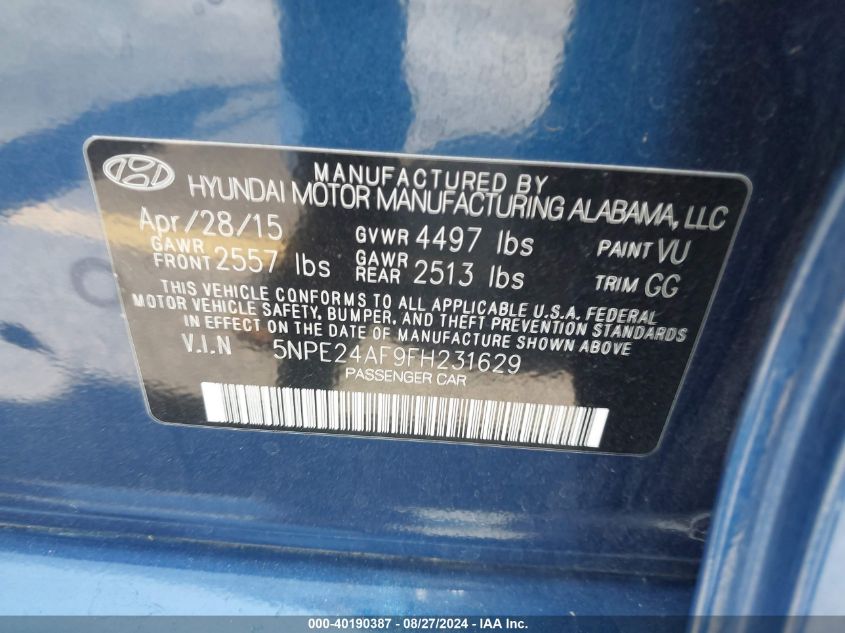 MANUFACTURED BY
HYUNDAI MOTOR MANUFACTURING ALABAMA, LLC
Apr/28/15 GVWR 4497 lbs PAINT VU
GAWR FRONT 2557 lbs GAWR REAR 2513 lbs TRIM GG
THIS VEHICLE CONFORMS TO ALL APPLICABLE U.S.A. FEDERAL
MOTOR VEHICLE SAFETY, BUMPER, AND THEFT PREVENTION STANDARDS
IN EFFECT ON THE DATE OF MANUFACTURE SHOWN ABOVE
V.I.N 5NPE24AF9FH231629
PASSENGER CAR
000-40190387 - 08/27/2024 - IAAI.COM